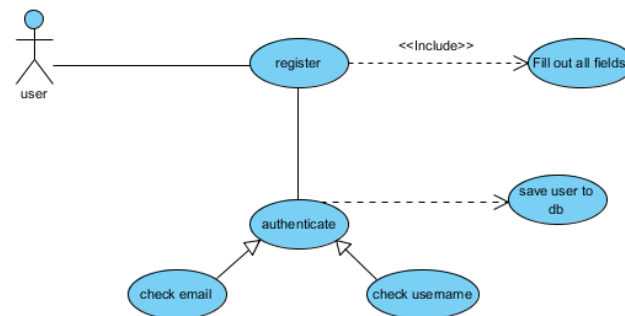 <<Include>>
register
Fill out all fields
user
save user to
db
authenticate
check email
check username